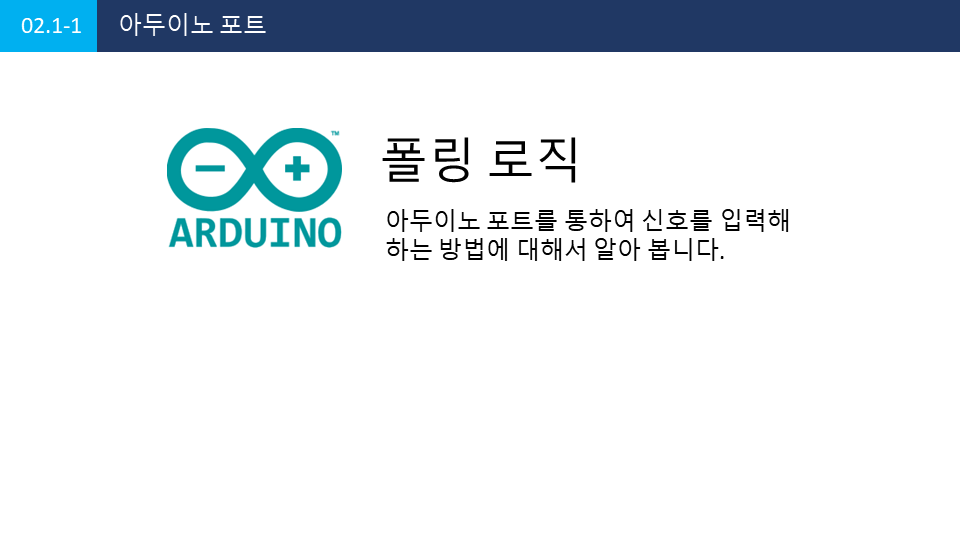 02.1-1 아두이노 포트
™
ARDUINO
폴링 로직
아두이노 포트를 통하여 신호를 입력해
하는 방법에 대해서 알아 봅니다.